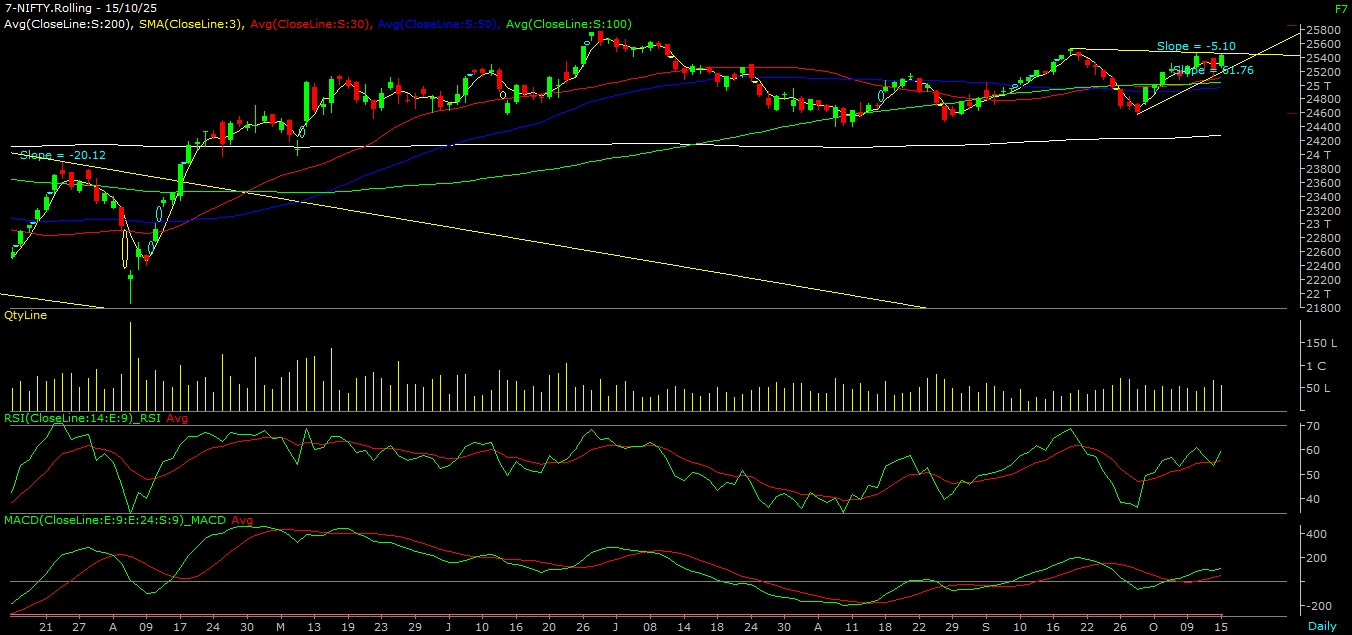 7-NIFTY.Rolling - 15/10/25
F7
Avg(CloseLine:S:200), SMA(CloseLine:3), Avg(CloseLine:S:30), Avg(CloseLine:S:50), Avg(CloseLine:S:100)
25800
25600
25400
25200
25 T
24800
24600
24400
24200
24 T
23800
23600
23400
23200
23 T
22800
22600
22400
22200
22 T
21800
Slope = -5.10
Slope = 61.76
Slope = -20.12
QtyLine
150 L
1 C
50 L
RSI(CloseLine:14:E:9)_RSI Avg
70
60
50
40
MACD(CloseLine:E:9:E:24:S:9)_MACD Avg
400
200
-200
21 27 A 09 17 24 30 M 13 19 23 29 J 10 16 20 26 J 08 14 18 24 30 A 11 18 22 29 S 10 16 22 26 O 09 15
Daily